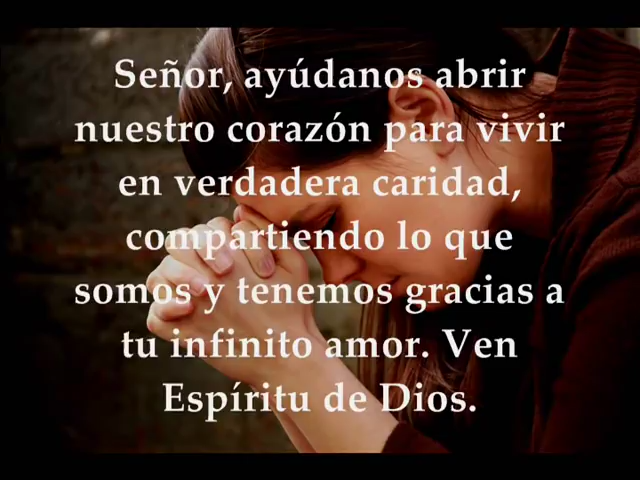 Señor, ayúdanos abrir
nuestro corazón para vivir
en verdadera caridad,
compartiendo lo que
somos y tenemos gracias a
tu infinito amor. Ven
Espíritu de Dios.